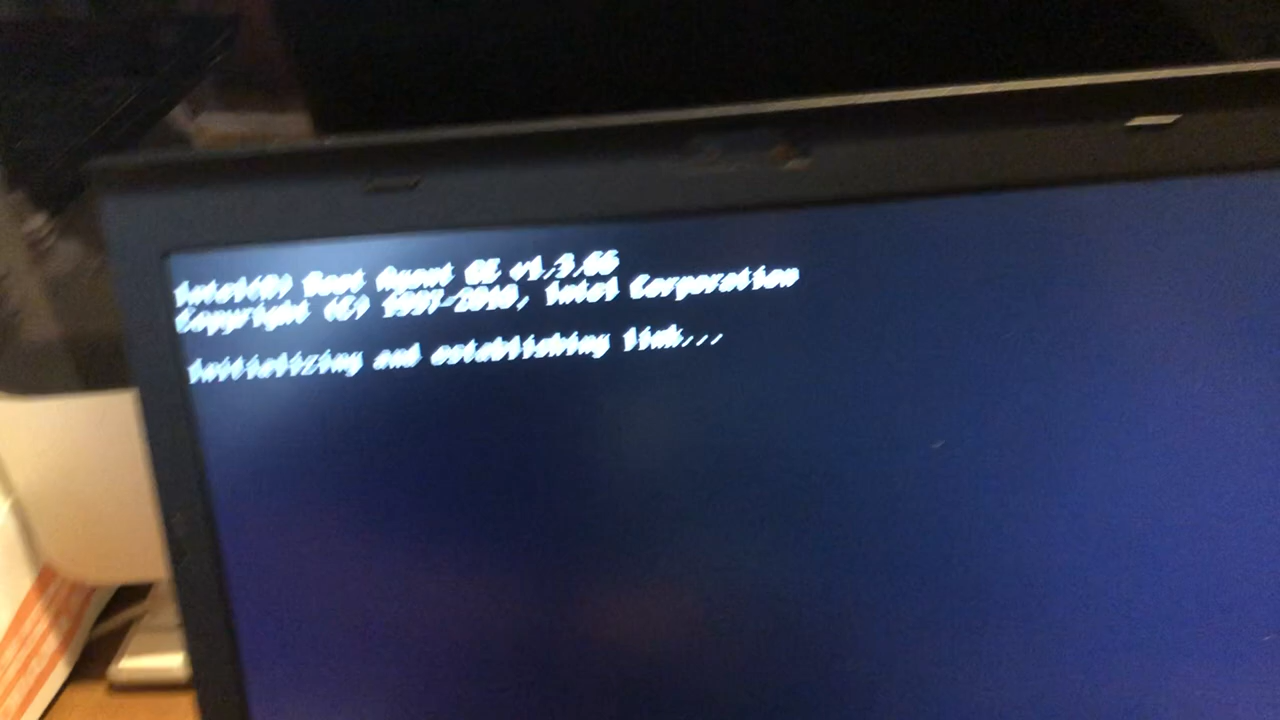 Intel(R) Boot Agent GE v1.3.66
Copyright (C) 1997-2010, Intel Corporation
Initializing and establishing link...